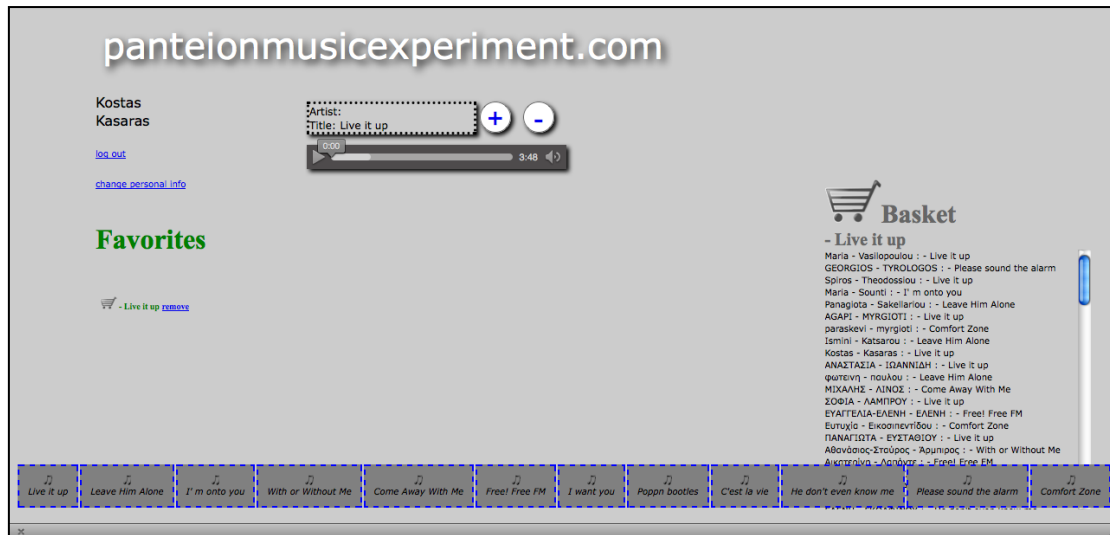 panteionmusicexperiment.com
Kostas
Kasaras
log out
change personal info
Artist:
Title: Live it up
+
-
0:00
3:48
Favorites
- Live it up remove
Basket
- Live it up
Maria - Vasilopoulou : - Live it up
GEORGIOS - TYROLOGOS : - Please sound the alarm
Spiros - Theodossiou : - Live it up
Maria - Sounti : - I' m onto you
Panagiota - Sakellariou : - Leave Him Alone
AGAPI - MYRGIOTI : - Live it up
paraskevi - myrgioti : - Comfort Zone
Ismini - Katsarou : - Leave Him Alone
Kostas - Kasaras : - Live it up
ΑΝΑΣΤΑΣΙΑ - ΙΩΑΝΝΙΔΗ : - Live it up
φωτεινη - παυλου : - Leave Him Alone
ΜΙΧΑΛΗΣ - ΛΙΝΟΣ : - Come Away With Me
ΣΟΦΙΑ - ΛΑΜΠΡΟΥ : - Live it up
ΕΥΑΓΓΕΛΙΑ-ΕΛΕΝΗ - ΕΛΕΝΗ : - Free! Free FM
Ευτυχία - Εικοσιπεντίδου : - Comfort Zone
ΠΑΝΑΓΙΩΤΑ - ΕΥΣΤΑΘΙΟΥ : - Live it up
Αθανάσιος-Σταύρος - Άμπιρος : - With or Without Me
: - Free! Free FM
Live it up
Leave Him Alone
I' m onto you
With or Without Me
Come Away With Me
Free! Free FM
I want you
Poppn bootles
C'est la vie
He don't even know me
Please sound the alarm
Comfort Zone